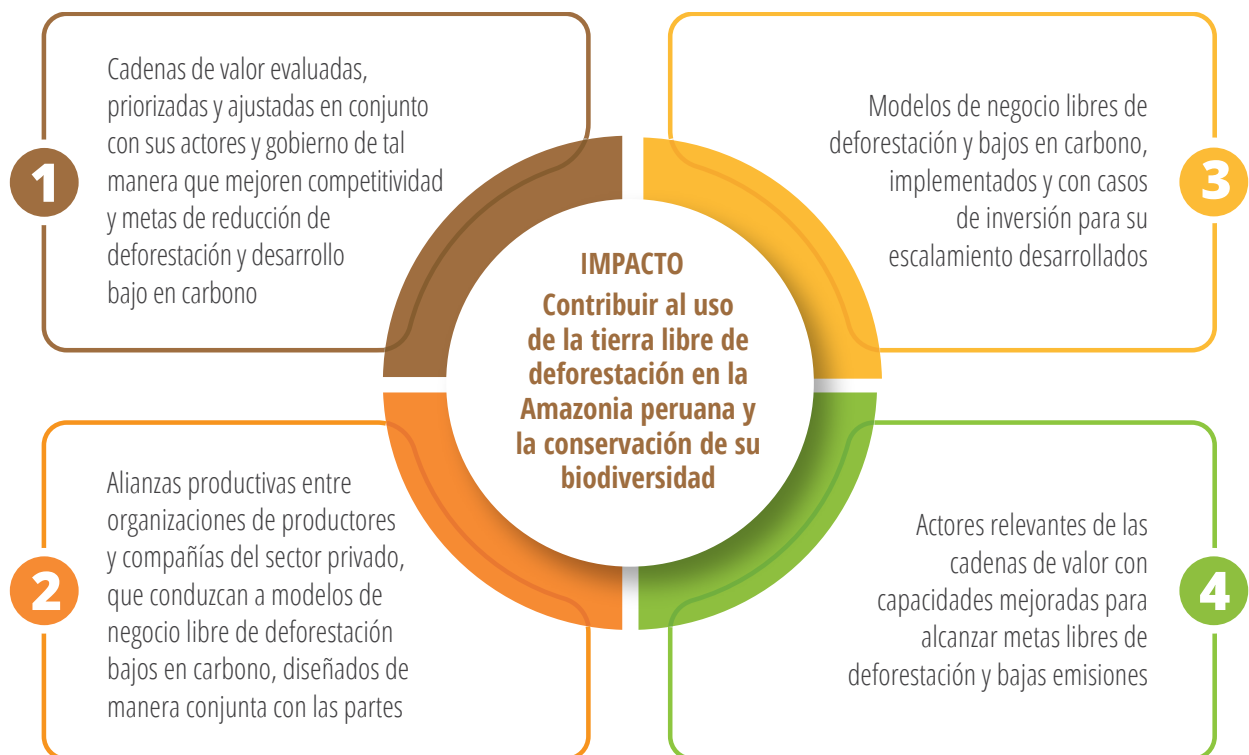 1
Cadenas de valor evaluadas,
priorizadas y ajustadas en conjunto
con sus actores y gobierno de tal
manera que mejoren competitividad
y metas de reducción de
deforestación y desarrollo
bajo en carbono
2
Alianzas productivas entre
organizaciones de productores
y compañías del sector privado,
que conduzcan a modelos de
negocio libre de deforestación
bajos en carbono, diseñados de
manera conjunta con las partes
IMPACTO
Contribuir al uso
de la tierra libre de
deforestación en la
Amazonia peruana y
la conservación de su
biodiversidad
3
Modelos de negocio libres de
deforestación y bajos en carbono,
implementados y con casos
de inversión para su
escalamiento desarrollados
4
Actores relevantes de las
cadenas de valor con
capacidades mejoradas para
alcanzar metas libres de
deforestación y bajas emisiones